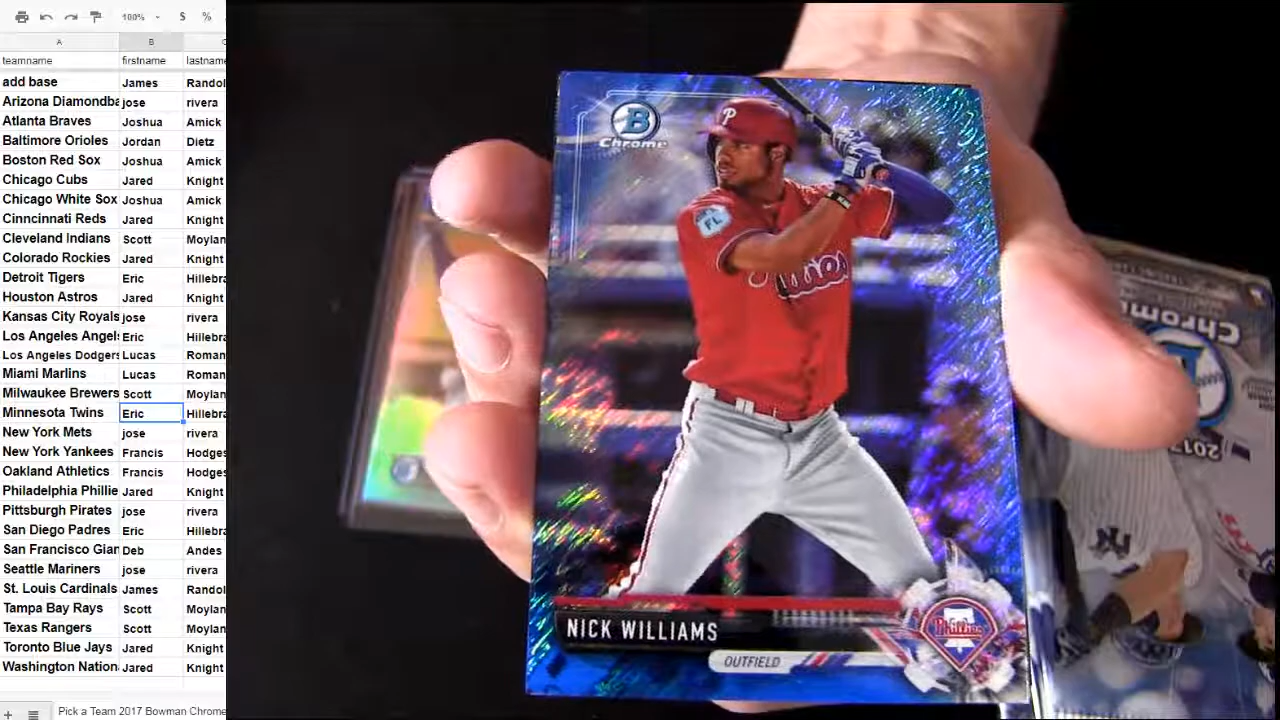 100% $ %
A B C
teamname firstname lastname
add base James Randol
Arizona Diamondba jose rivera
Atlanta Braves Joshua Amick
Baltimore Orioles Jordan Dietz
Boston Red Sox Joshua Amick
Chicago Cubs Jared Knight
Chicago White Sox Joshua Amick
Cinncinnati Reds Jared Knight
Cleveland Indians Scott Moylan
Colorado Rockies Jared Knight
Detroit Tigers Eric Hillebra
Houston Astros Jared Knight
Kansas City Royals jose rivera
Los Angeles Angels Eric Hillebra
Los Angeles Dodgers Lucas Roman
Miami Marlins Lucas Roman
Milwaukee Brewers Scott Moylan
Minnesota Twins Eric Hillebra
New York Mets jose rivera
New York Yankees Francis Hodges
Oakland Athletics Francis Hodges
Philadelphia Phillie Jared Knight
Pittsburgh Pirates jose rivera
San Diego Padres Eric Hillebra
San Francisco Gian Deb Andes
Seattle Mariners jose rivera
St. Louis Cardinals James Randol
Tampa Bay Rays Scott Moylan
Texas Rangers Scott Moylan
Toronto Blue Jays Jared Knight
Washington Nation Jared Knight
Pick a Team 2017 Bowman Chrome
B
Chrome
P
FL
Phillies
NICK WILLIAMS
OUTFIELD
Phillies
Chrome
2017
NY